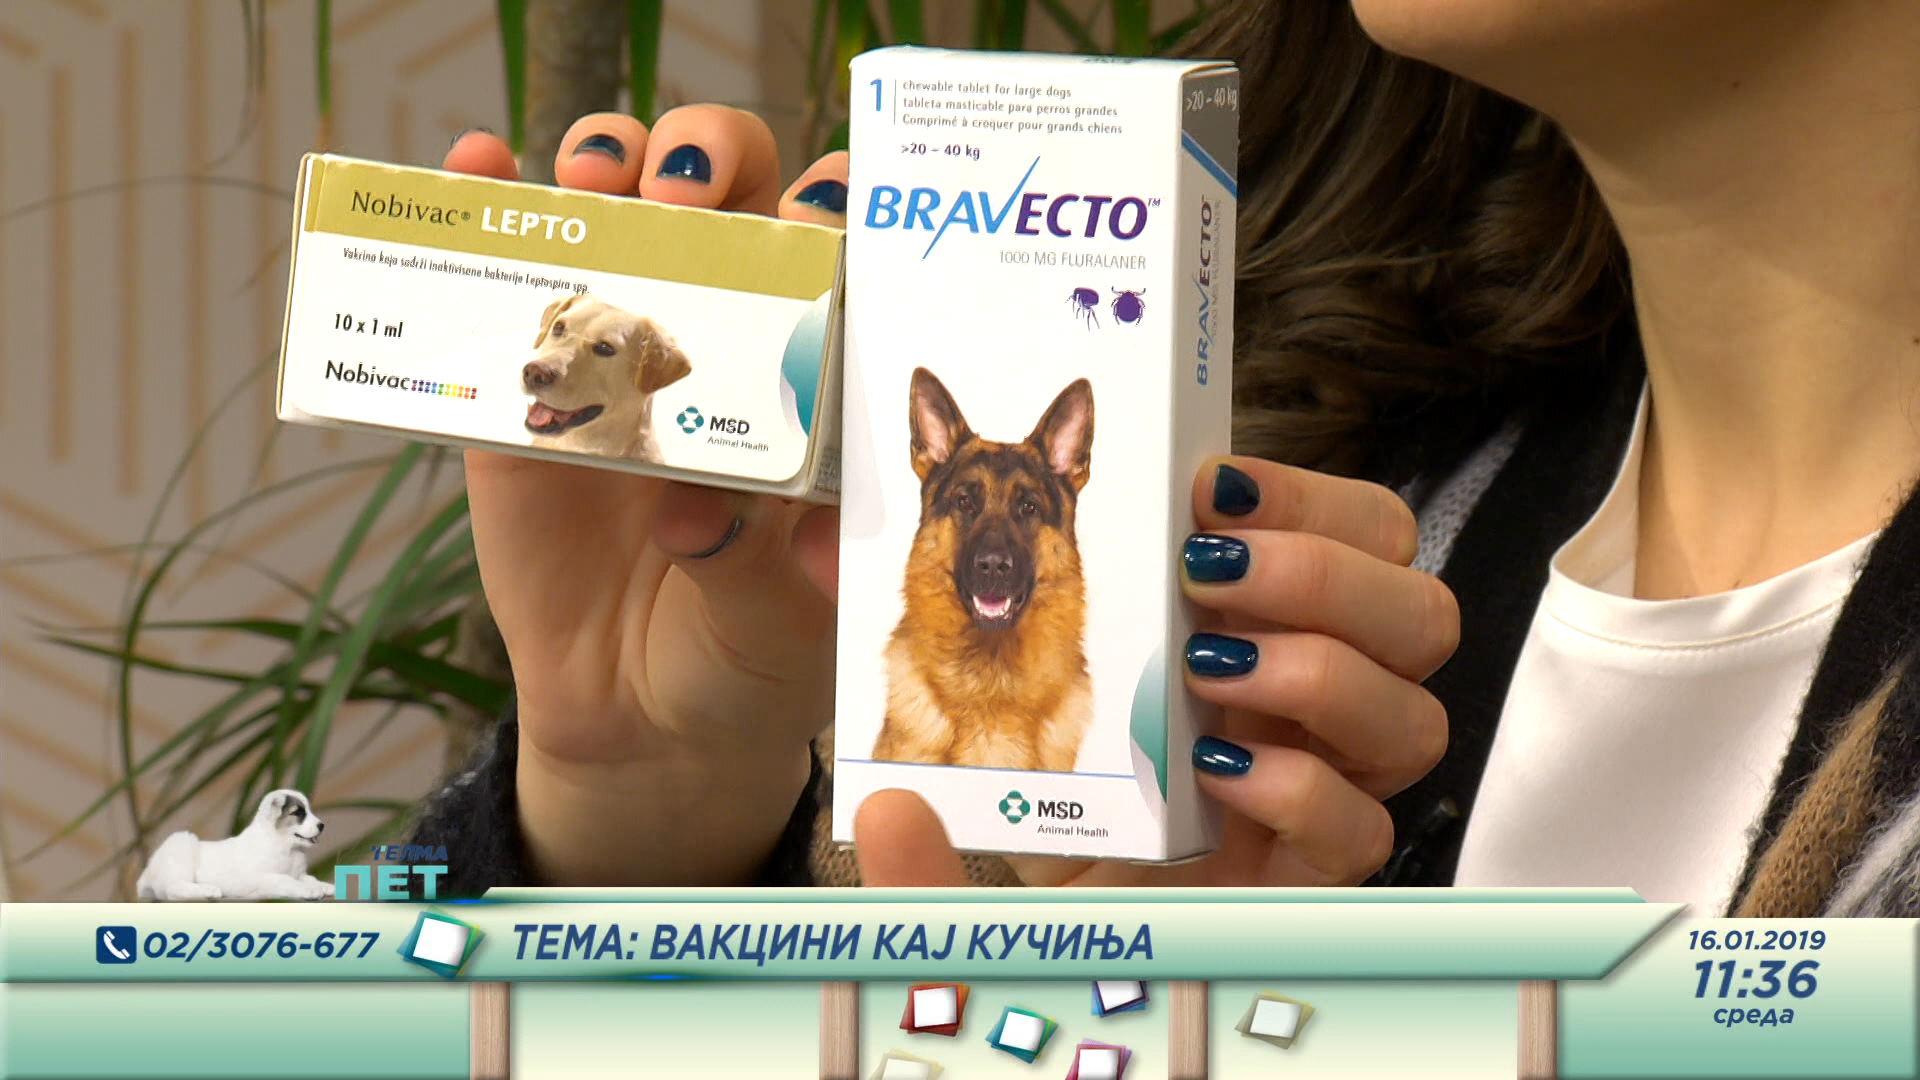 Nobivac® LEPTO
Vakcina koja sadrži inaktivisane bakterije Leptospira spp.
10 x 1 ml
Nobivac
MSD
Animal Health
1
chewable tablet for large dogs
tableta masticable para perros grandes
Comprimé à croquer pour grands chiens
>20 - 40 kg
BRAVECTO™
1000 MG FLURALANER
MSD
Animal Health
>20 - 40 kg
BRAVECTO
1000 MG FLURALANER
ТЕЛМА
ПЕТ
02/3076-677
ТЕМА: ВАКЦИНИ КАЈ КУЧИЊА
16.01.2019
11:36
среда